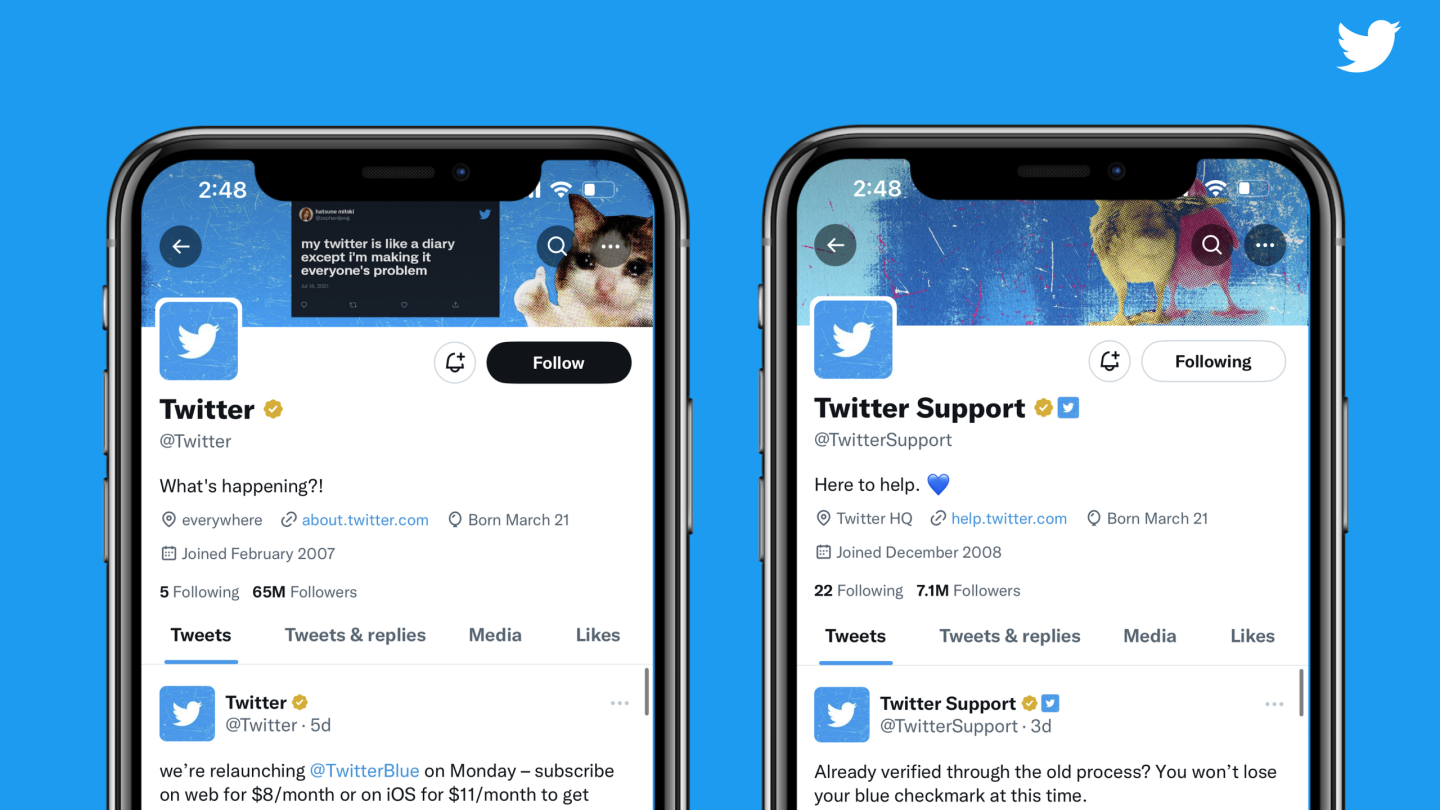 2:48
hatsune mitaki
my twitter is like a diary
except i'm making it
everyone's problem
Jul 14, 2021
Follow
Twitter
@Twitter
What's happening?!
everywhere about.twitter.com Born March 21
Joined February 2007
5 Following 65M Followers
Tweets Tweets & replies Media Likes
Twitter
@Twitter · 5d
we're relaunching @TwitterBlue on Monday – subscribe
on web for $8/month or on iOS for $11/month to get
2:48
Following
Twitter Support
@TwitterSupport
Here to help. 💙
Twitter HQ help.twitter.com Born March 21
Joined December 2008
22 Following 7.1M Followers
Tweets Tweets & replies Media Likes
Twitter Support
@TwitterSupport · 3d
Already verified through the old process? You won't lose
your blue checkmark at this time.